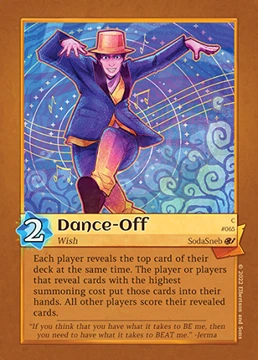 2
Dance-Off
C
#065
Wish
SodaSneb
Each player reveals the top card of their
deck at the same time. The player or players
that reveal cards with the highest
summoning cost put those cards into their
hands. All other players score their revealed
cards.
"If you think that you have what it takes to BE me, then
you need to have what it takes to BEAT me." -Jerma
© 2022 Elbertson and Sons